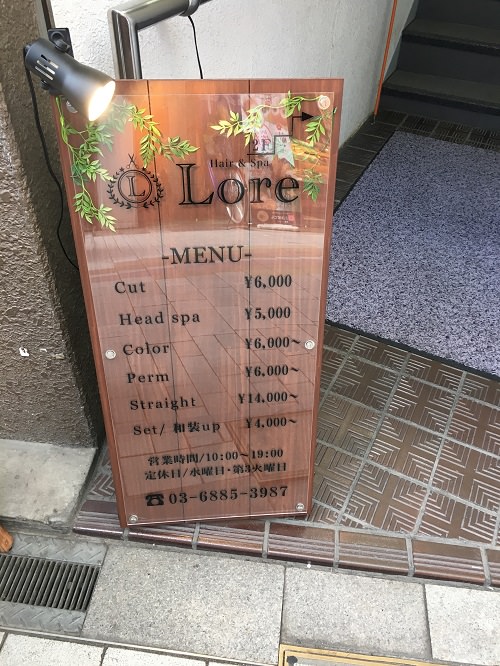 2F
Hair & Spa
L
Lore
-MENU-
Cut ¥6,000
Head spa ¥5,000
Color ¥6,000~
Perm ¥6,000~
Straight ¥14,000~
Set/ 和装up ¥4,000~
営業時間/10:00~19:00
定休日/水曜日・第3火曜日
☎03-6885-3987